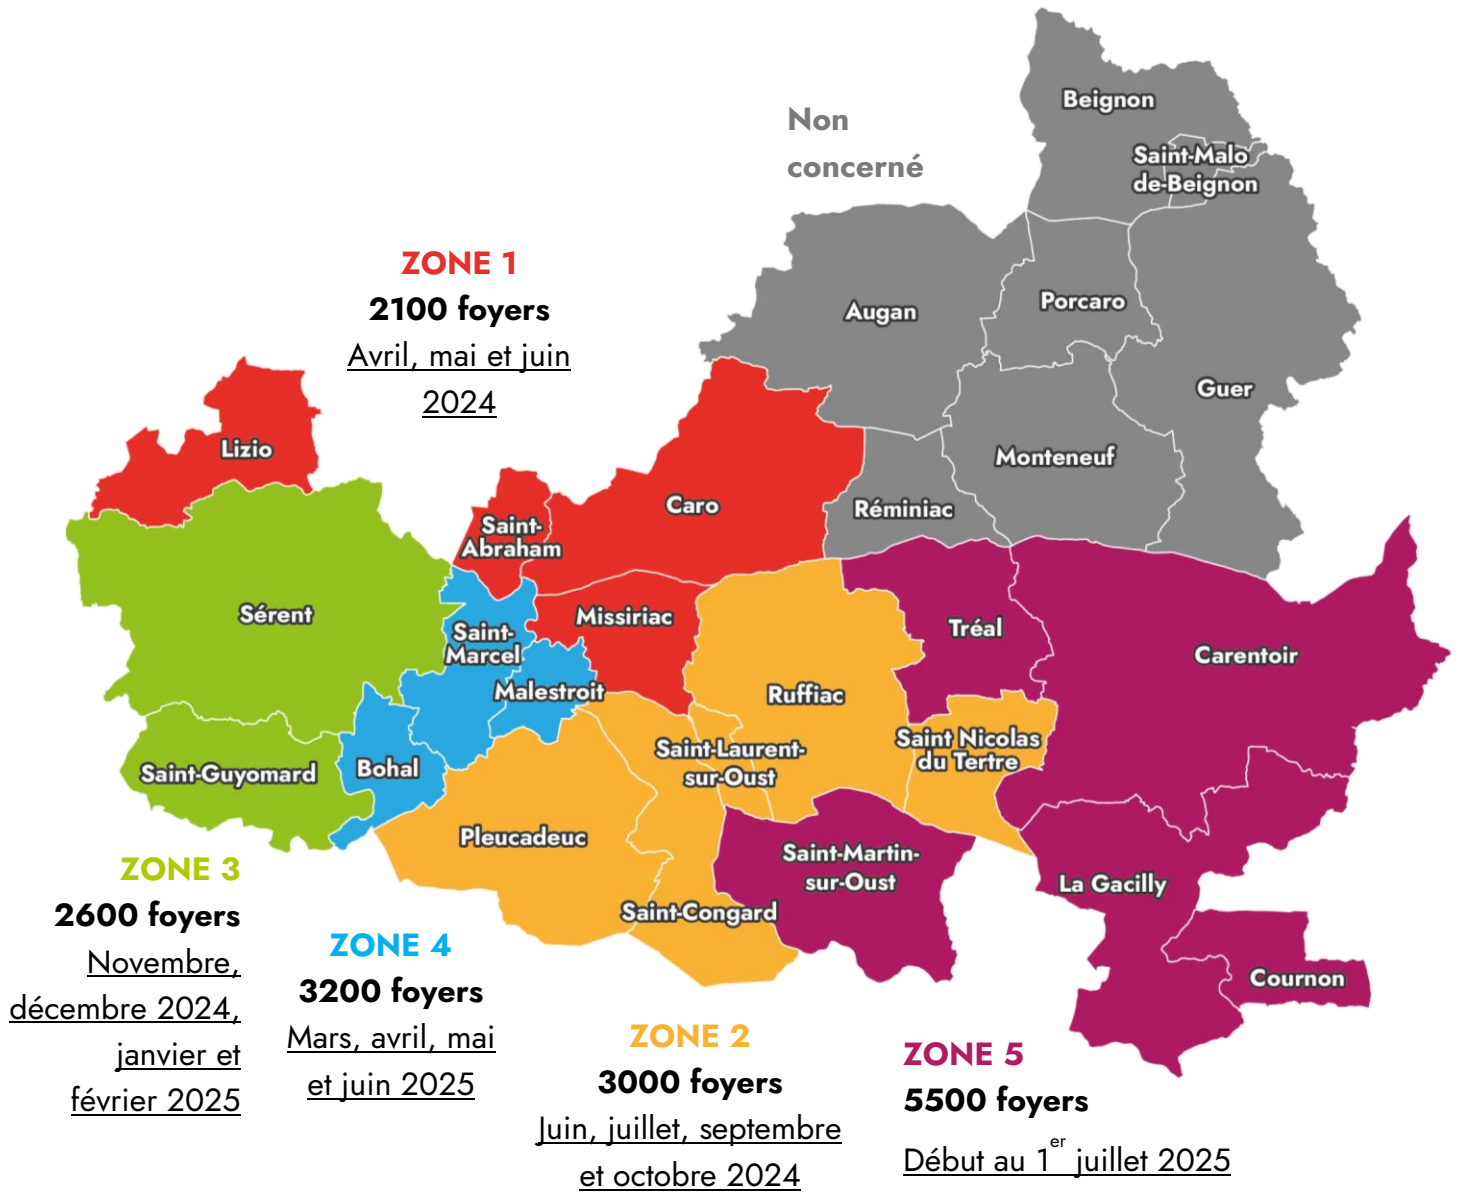 Beignon
Non
concerné
Saint-Malo
de-Beignon
ZONE 1
2100 foyers
Avril, mai et juin
2024
Augan
Porcaro
Guer
Lizio
Monteneuf
Caro
Réminiac
Saint-
Abraham
Sérent
Missiriac
Saint-
Marcel
Tréal
Carentoir
Malestroit
Ruffiac
Saint-Laurent-
sur-Oust
Saint Nicolas
du Tertre
Saint-Guyomard
Bohal
Pleucadeuc
Saint-Martin-
sur-Oust
La Gacilly
Saint-Congard
Cournon
ZONE 3
2600 foyers
Novembre,
décembre 2024,
janvier et
février 2025
ZONE 4
3200 foyers
Mars, avril, mai
et juin 2025
ZONE 2
3000 foyers
Juin, juillet, septembre
et octobre 2024
ZONE 5
5500 foyers
Début au 1er juillet 2025